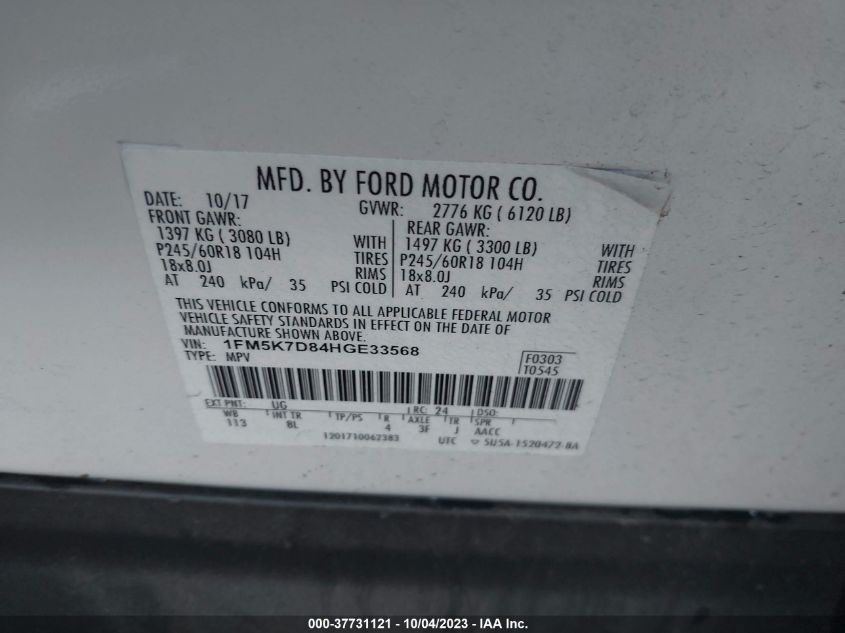 MFD. BY FORD MOTOR CO.
DATE: 10/17 GVWR: 2776 KG ( 6120 LB)
FRONT GAWR: REAR GAWR:
1397 KG ( 3080 LB) WITH 1497 KG ( 3300 LB) WITH
P245/60R18 104H TIRES P245/60R18 104H TIRES
18x8.0J RIMS 18x8.0J RIMS
AT 240 kPa/ 35 PSI COLD AT 240 kPa/ 35 PSI COLD
THIS VEHICLE CONFORMS TO ALL APPLICABLE FEDERAL MOTOR
VEHICLE SAFETY STANDARDS IN EFFECT ON THE DATE OF
MANUFACTURE SHOWN ABOVE.
VIN: 1FM5K7D84HGE33568
TYPE: MPV
F0303
T0545
EXT PNT: UG RC: 24 DSO:
WB INT TR TP/PS R AXLE TR SPR
113 8L 4 3F J AACC
1201710062383 UTC 5U5A-1520472-BA
000-37731121 - 10/04/2023 - IAA Inc.